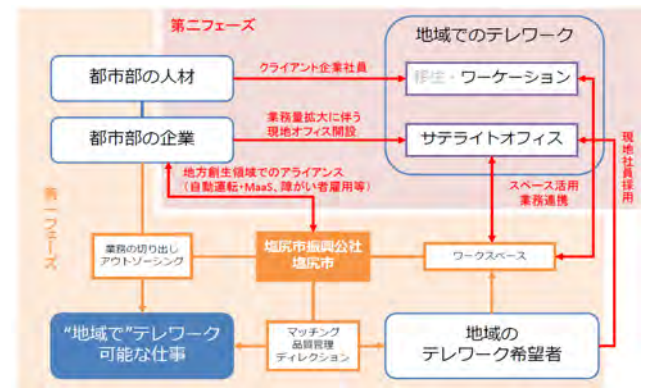 第二フェーズ
地域でのテレワーク
都市部の人材
クライアント企業社員
移住・ワーケーション
都市部の企業
業務量拡大に伴う
現地オフィス開設
サテライトオフィス
現地社員採用
地方創生領域でのアライアンス
（自動運転・MaaS、障がい者雇用等）
スペース活用
業務連携
第一フェーズ
業務の切り出し
アウトソーシング
塩尻市振興公社
塩尻市
ワークスペース
“地域で”テレワーク
可能な仕事
マッチング
品質管理
ディレクション
地域の
テレワーク希望者